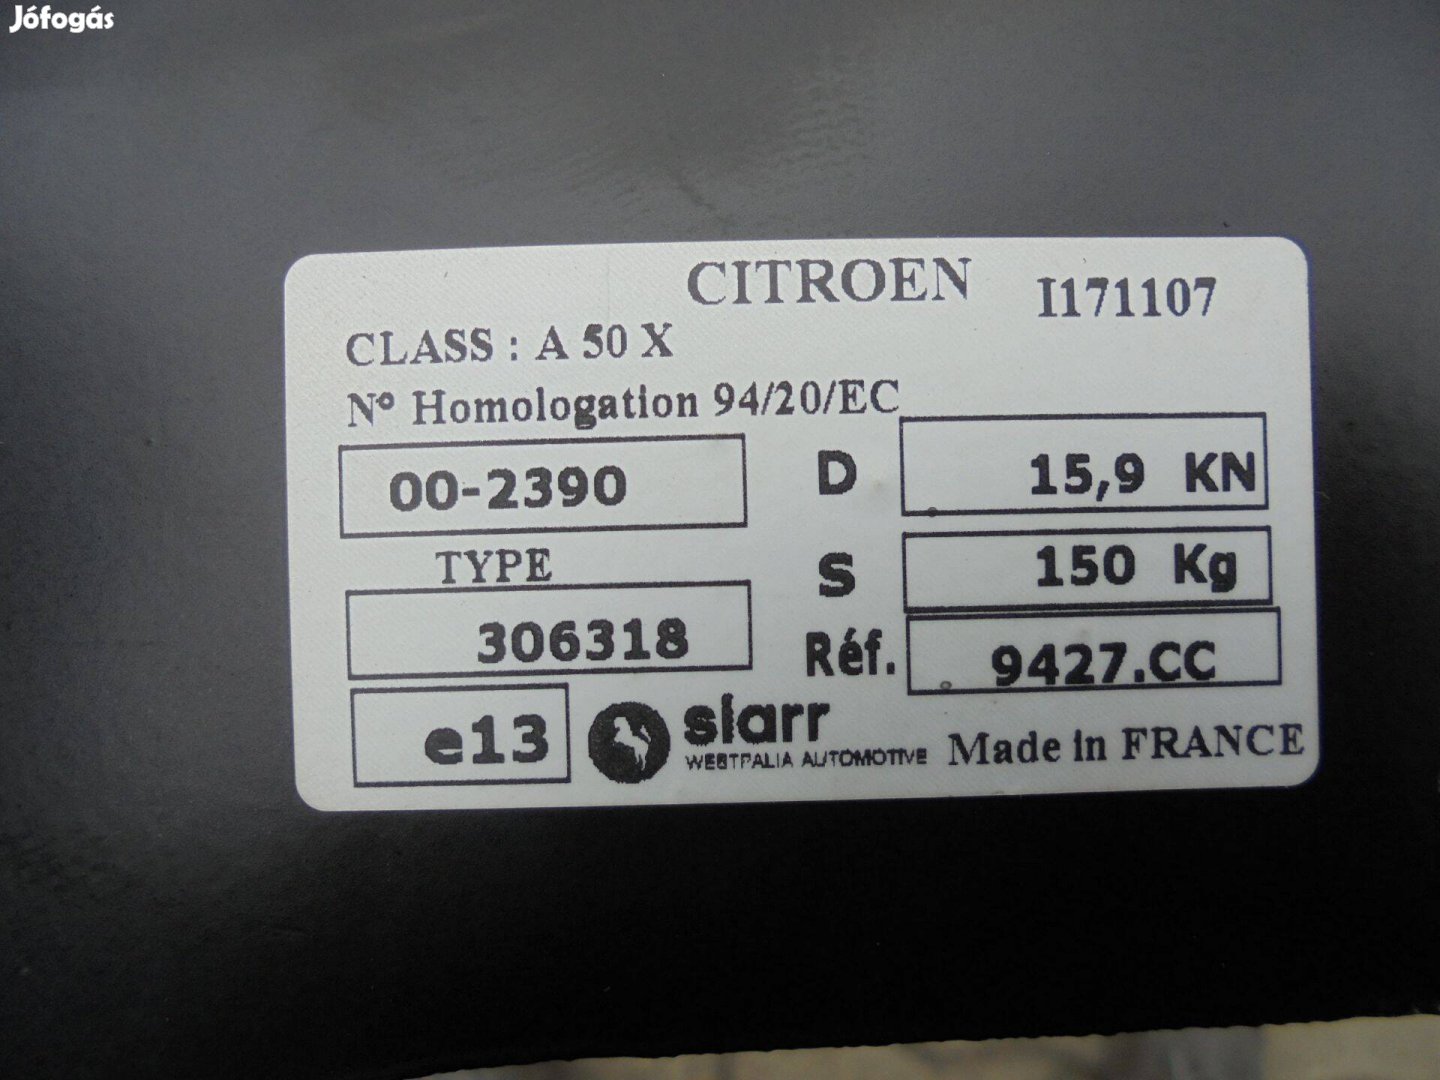 Jófogás
CITROEN I171107
CLASS : A 50 X
Nº Homologation 94/20/EC
00-2390 D 15,9 KN
TYPE S 150 Kg
306318 Réf. 9427.CC
e13 siarr Made in FRANCE
WESTFALIA AUTOMOTIVE